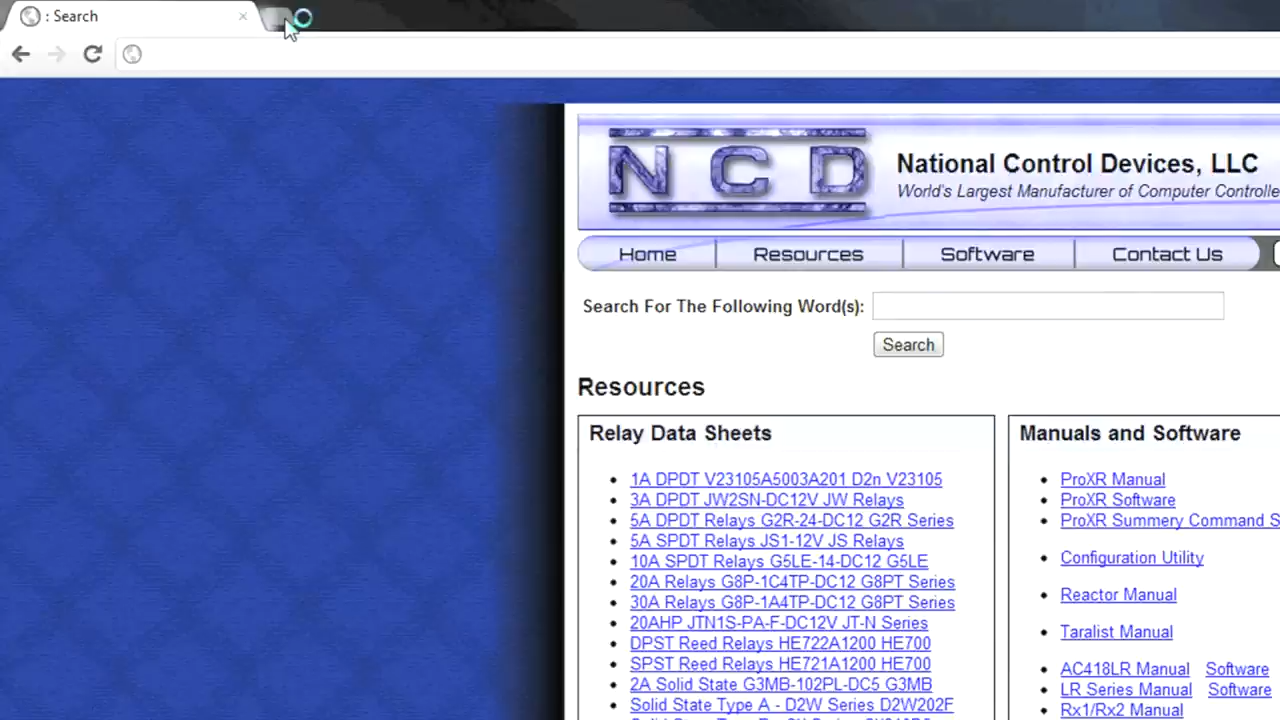 : Search
NCD
National Control Devices, LLC
World's Largest Manufacturer of Computer Controlle
Home
Resources
Software
Contact Us
Search For The Following Word(s):
Search
Resources
Relay Data Sheets
1A DPDT V23105A5003A201 D2n V23105
3A DPDT JW2SN-DC12V JW Relays
5A DPDT Relays G2R-24-DC12 G2R Series
5A SPDT Relays JS1-12V JS Relays
10A SPDT Relays G5LE-14-DC12 G5LE
20A Relays G8P-1C4TP-DC12 G8PT Series
30A Relays G8P-1A4TP-DC12 G8PT Series
20AHP JTN1S-PA-F-DC12V JT-N Series
DPST Reed Relays HE722A1200 HE700
SPST Reed Relays HE721A1200 HE700
2A Solid State G3MB-102PL-DC5 G3MB
Solid State Type A - D2W Series D2W202F
Manuals and Software
ProXR Manual
ProXR Software
ProXR Summery Command S
Configuration Utility
Reactor Manual
Taralist Manual
AC418LR Manual Software
LR Series Manual Software
Rx1/Rx2 Manual